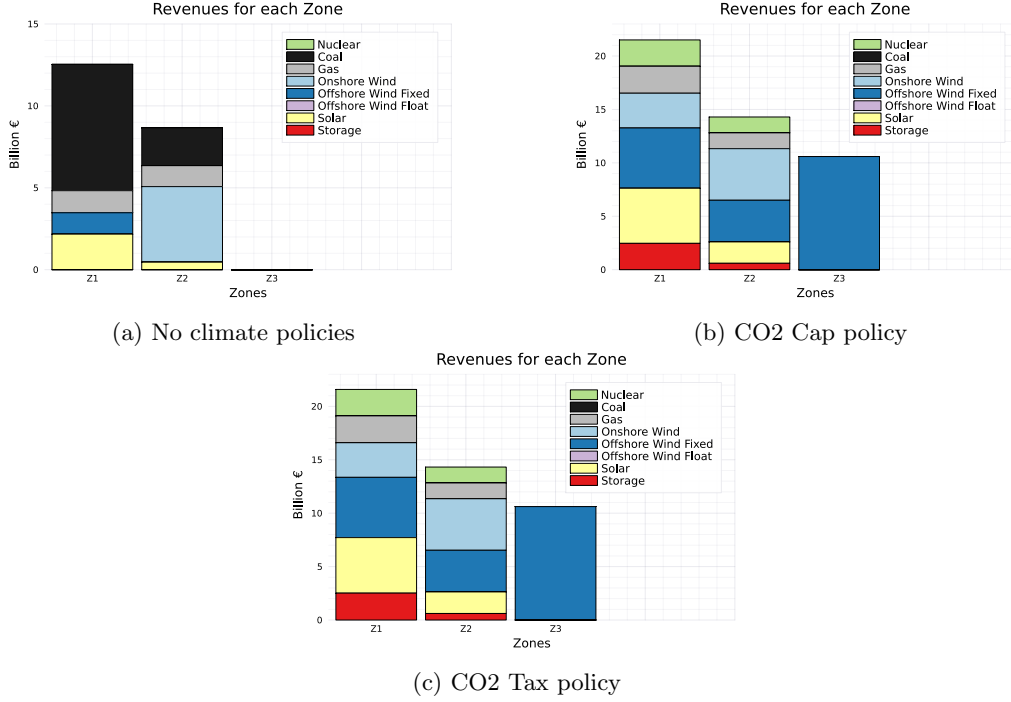 Revenues for each Zone
15
10
5
0
Billion €
Nuclear
Coal
Gas
Onshore Wind
Offshore Wind Fixed
Offshore Wind Float
Solar
Storage
Z1 Z2 Z3
Zones
(a) No climate policies
Revenues for each Zone
20
15
10
5
0
Billion €
Nuclear
Coal
Gas
Onshore Wind
Offshore Wind Fixed
Offshore Wind Float
Solar
Storage
Z1 Z2 Z3
Zones
(b) CO2 Cap policy
Revenues for each Zone
20
15
10
5
0
Billion €
Nuclear
Coal
Gas
Onshore Wind
Offshore Wind Fixed
Offshore Wind Float
Solar
Storage
Z1 Z2 Z3
Zones
(c) CO2 Tax policy